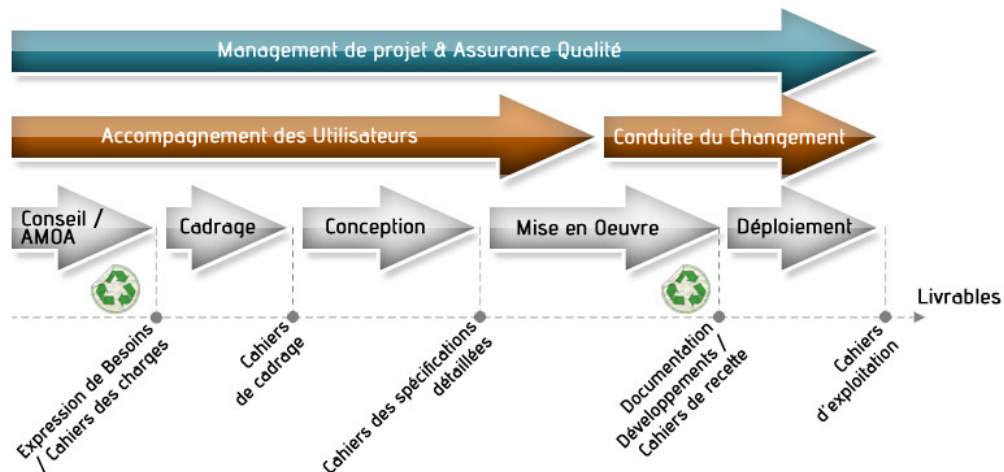 Management de projet & Assurance Qualité
Accompagnement des Utilisateurs
Conduite du Changement
Conseil /
AMOA
Cadrage
Conception
Mise en Oeuvre
Déploiement
Livrables
Expression de Besoins
/ Cahiers des charges
Cahiers
de cadrage
Cahiers des spécifications
détaillées
Documentation
Développements /
Cahiers de recette
Cahiers
d'exploitation